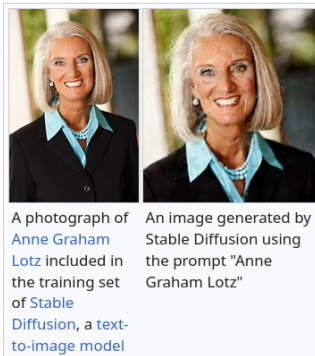 A photograph of
Anne Graham
Lotz included in
the training set
of Stable
Diffusion, a text-
to-image model
An image generated by
Stable Diffusion using
the prompt "Anne
Graham Lotz"